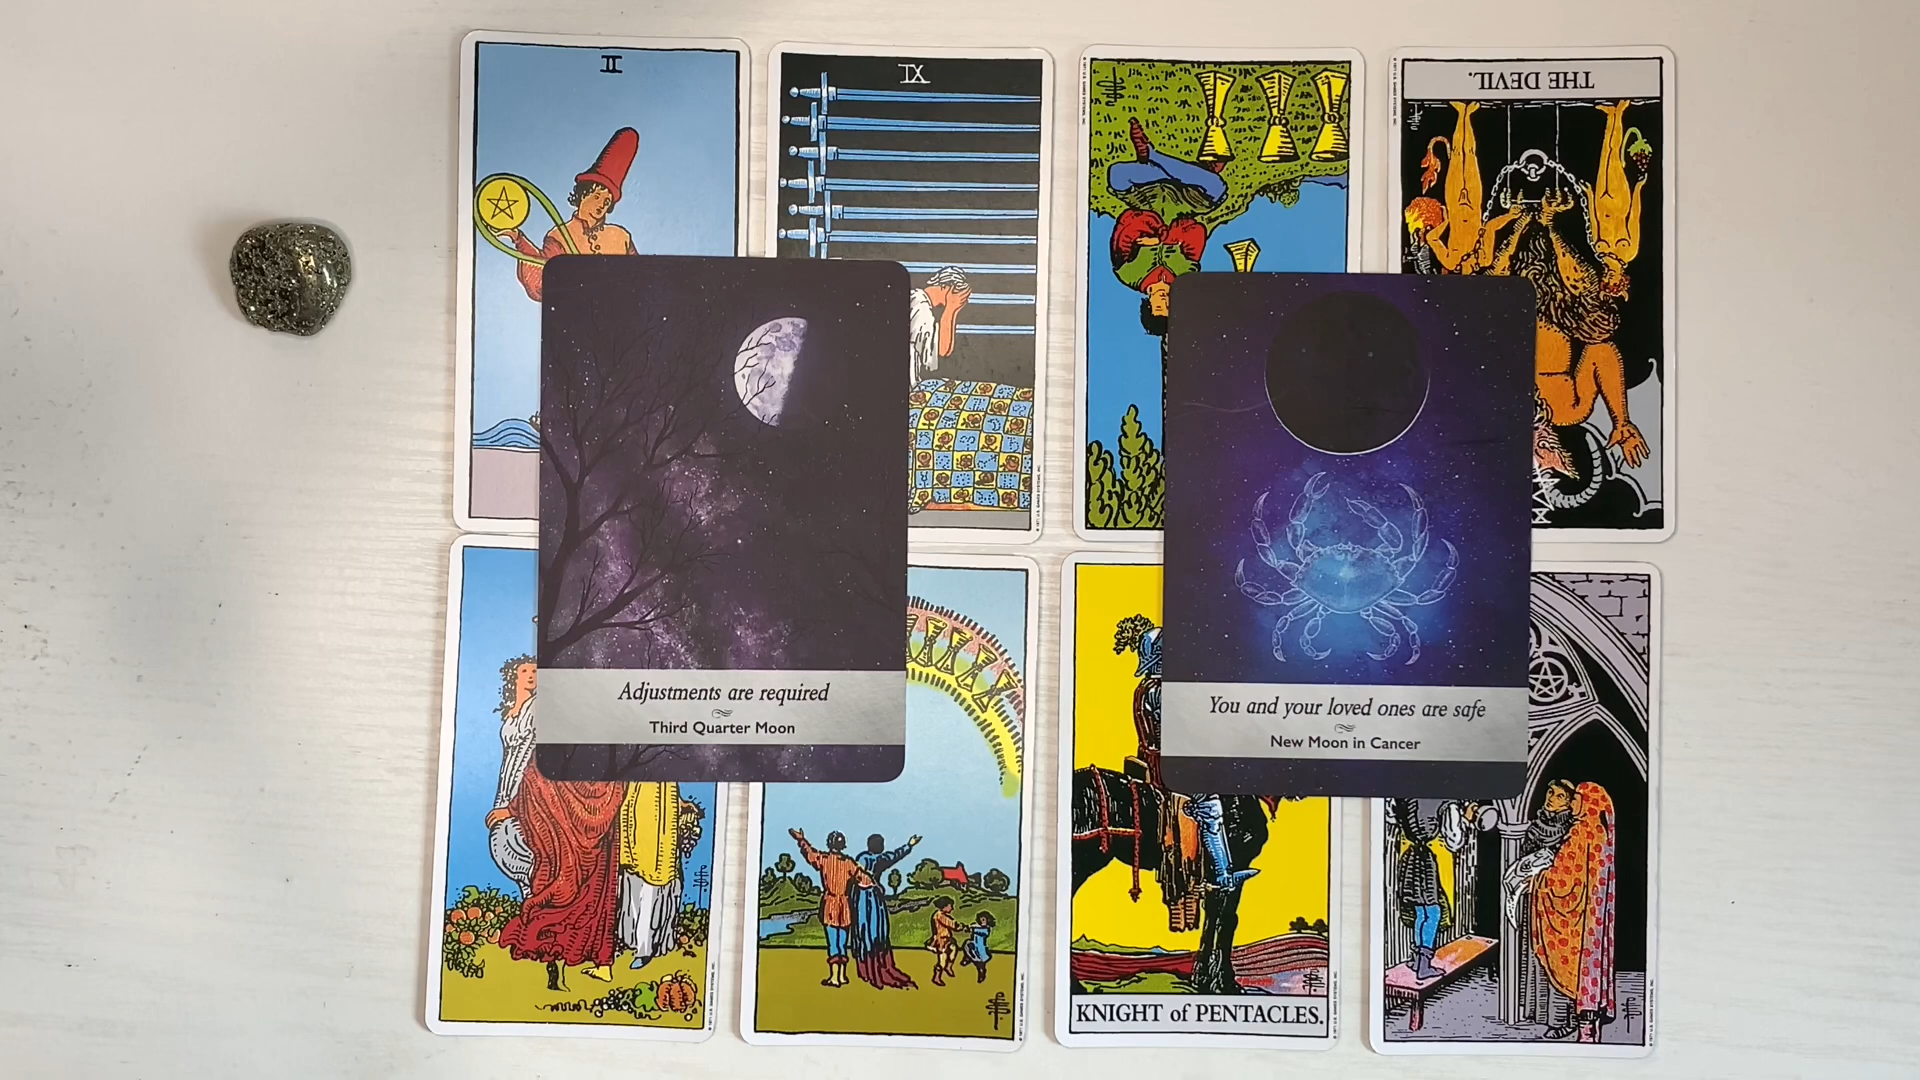 II
IX
THE DEVIL.
Adjustments are required
Third Quarter Moon
You and your loved ones are safe
New Moon in Cancer
KNIGHT of PENTACLES.